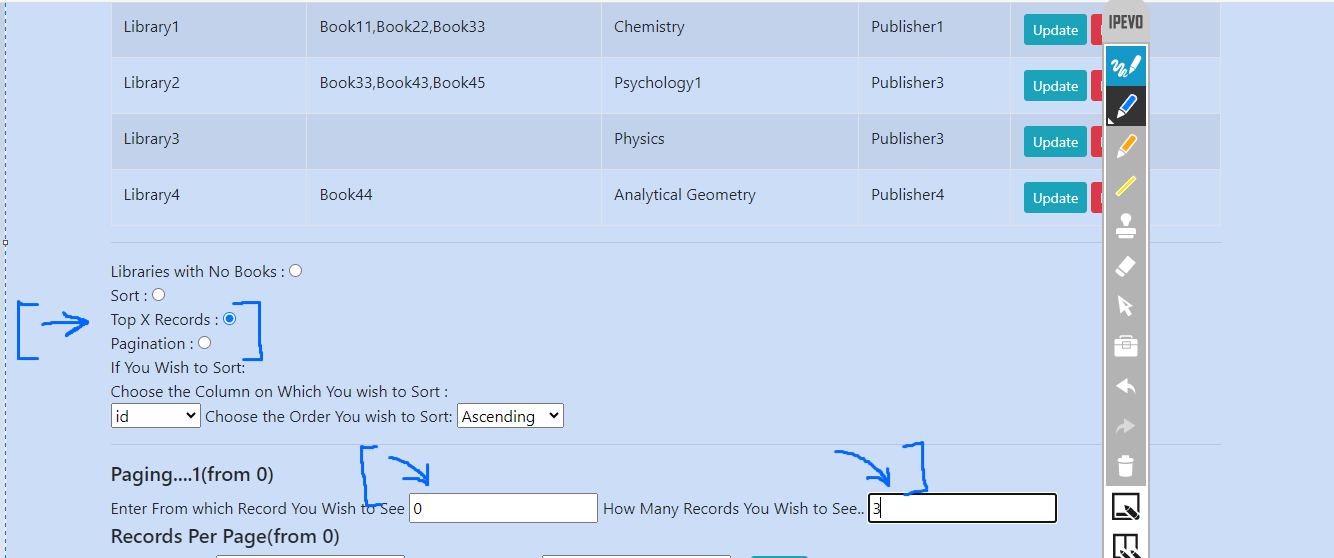 Library1 Book11,Book22,Book33 Chemistry Publisher1 Update
IPEVO
Library2 Book33,Book43,Book45 Psychology1 Publisher3 Update
Library3 Physics Publisher3 Update
Library4 Book44 Analytical Geometry Publisher4 Update
Libraries with No Books :
Sort :
Top X Records :
Pagination :
If You Wish to Sort:
Choose the Column on Which You wish to Sort :
id Choose the Order You wish to Sort: Ascending
Paging....1(from 0)
Enter From which Record You Wish to See 0 How Many Records You Wish to See.. 3
Records Per Page(from 0)